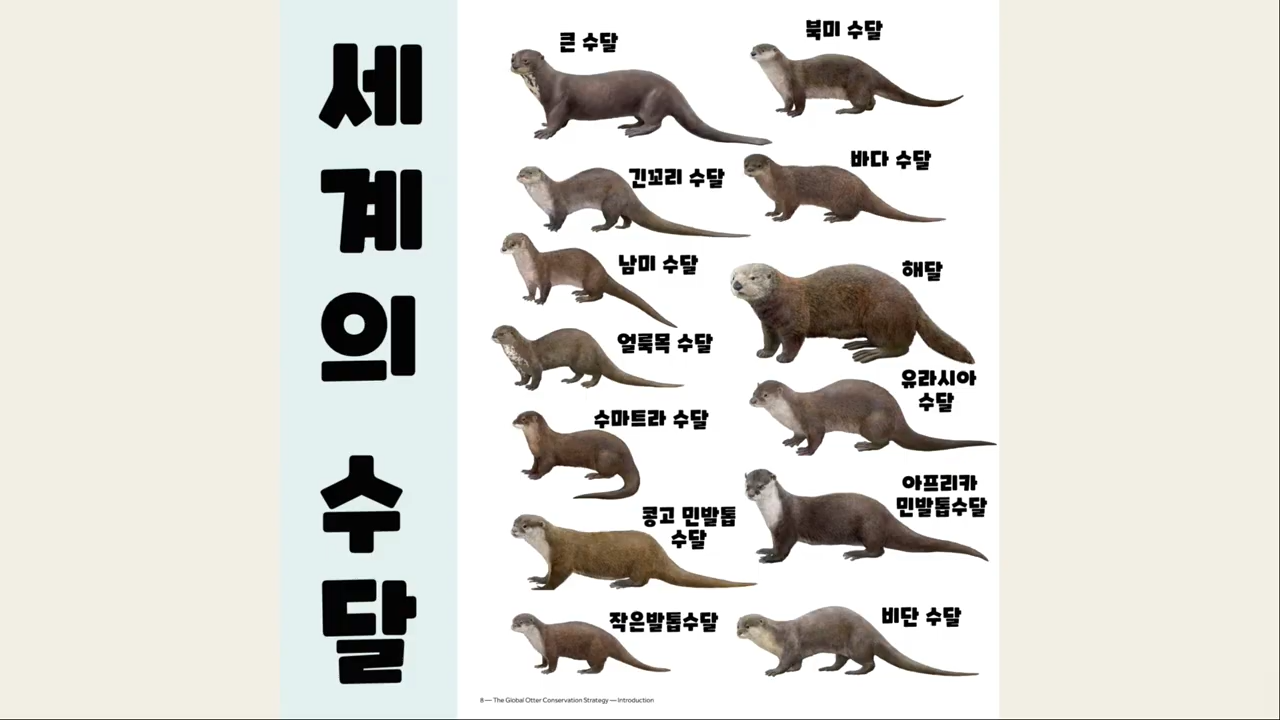 세계의 수달
큰 수달
북미 수달
긴꼬리 수달
바다 수달
남미 수달
해달
얼룩목 수달
유라시아
수달
수마트라 수달
아프리카
민발톱수달
콩고 민발톱
수달
작은발톱수달
비단 수달
8 — The Global Otter Conservation Strategy — Introduction